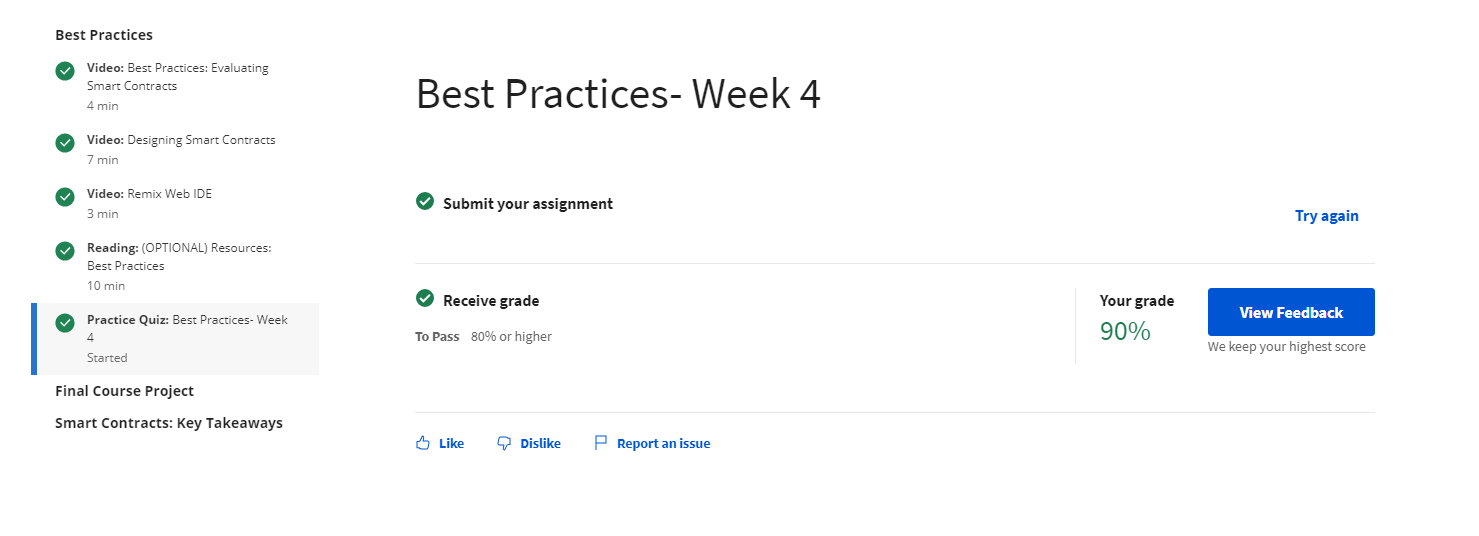 Best Practices
Video: Best Practices: Evaluating
Smart Contracts
4 min
Video: Designing Smart Contracts
7 min
Video: Remix Web IDE
3 min
Reading: (OPTIONAL) Resources:
Best Practices
10 min
Practice Quiz: Best Practices- Week
4
Started
Final Course Project
Smart Contracts: Key Takeaways
Best Practices- Week 4
Submit your assignment
Try again
Receive grade
To Pass 80% or higher
Your grade
90%
View Feedback
We keep your highest score
Like Dislike Report an issue